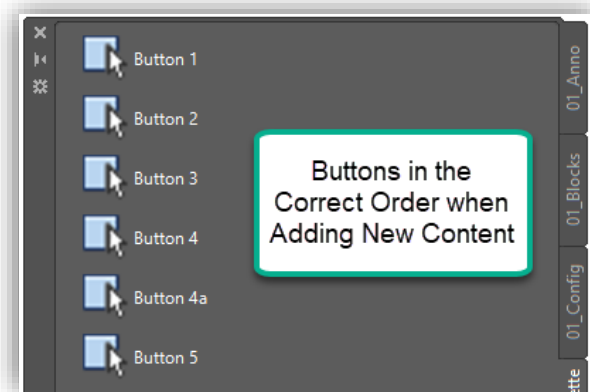 Button 1
Button 2
Button 3
Button 4
Button 4a
Button 5
Buttons in the
Correct Order when
Adding New Content
01_Anno
01_Blocks
01_Config